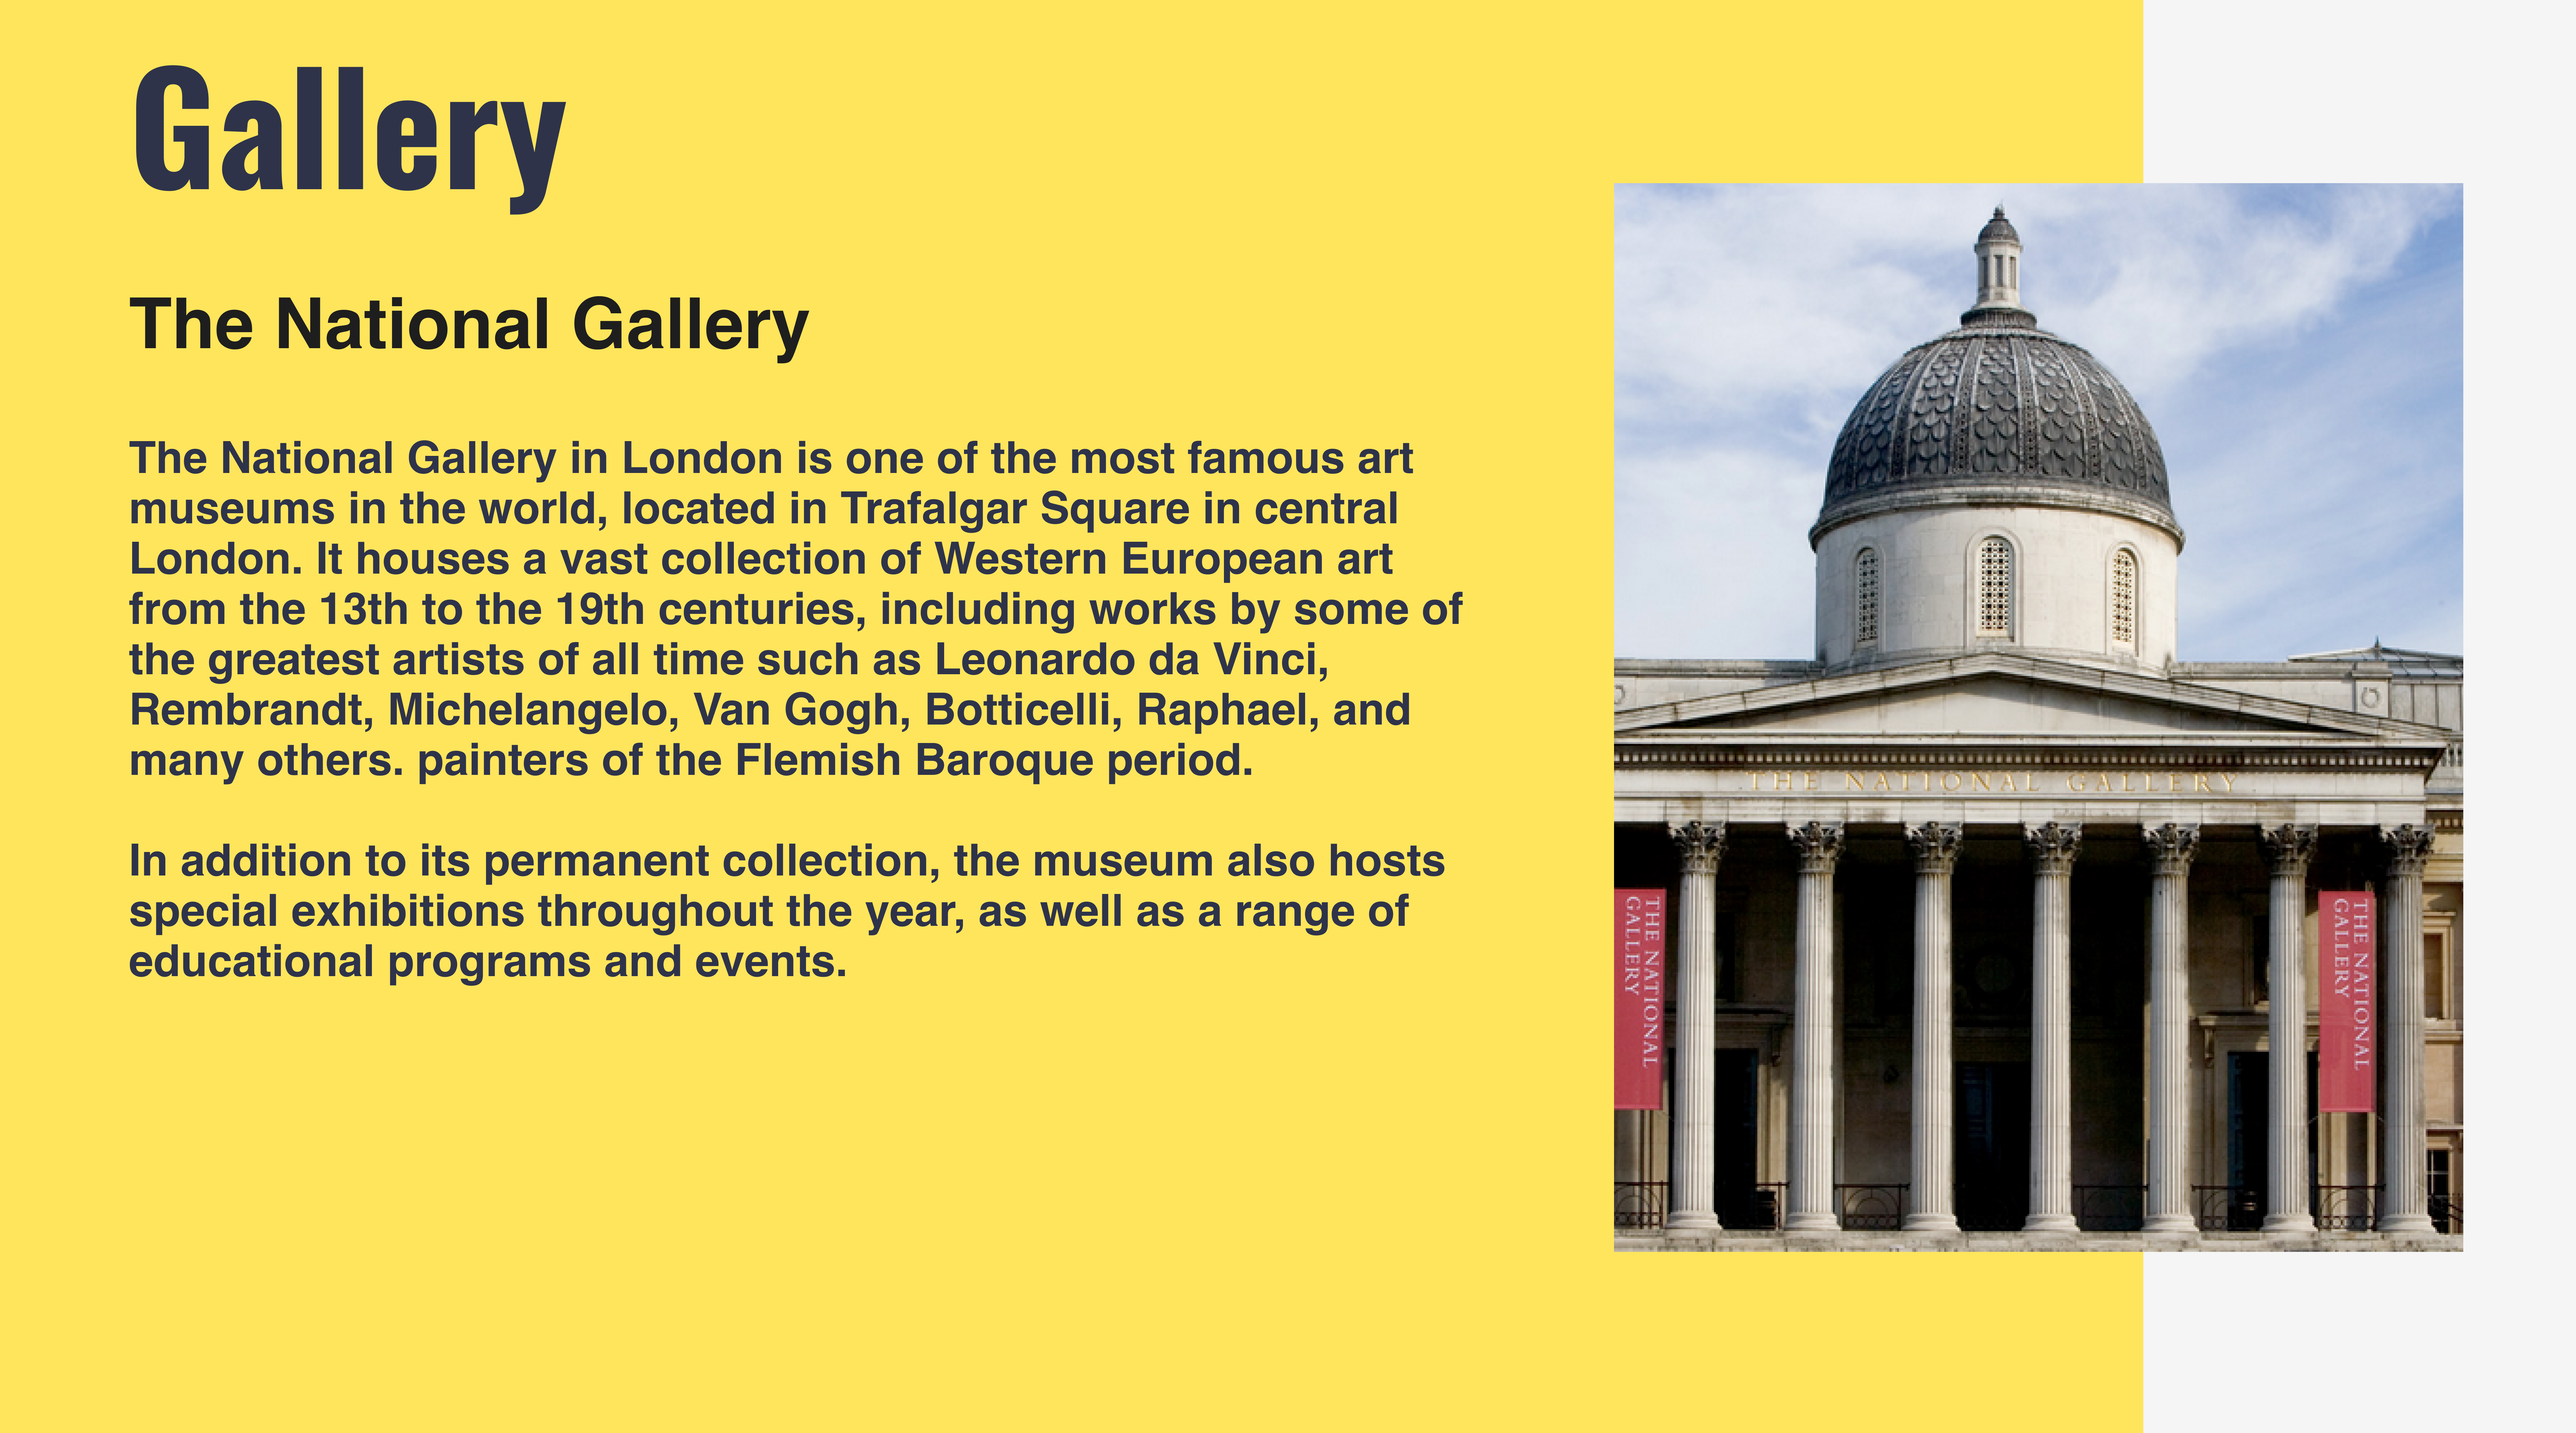 Gallery
The National Gallery
The National Gallery in London is one of the most famous art
museums in the world, located in Trafalgar Square in central
London. It houses a vast collection of Western European art
from the 13th to the 19th centuries, including works by some of
the greatest artists of all time such as Leonardo da Vinci,
Rembrandt, Michelangelo, Van Gogh, Botticelli, Raphael, and
many others. painters of the Flemish Baroque period.
In addition to its permanent collection, the museum also hosts
special exhibitions throughout the year, as well as a range of
educational programs and events.
THE NATIONAL GALLERY
THE NATIONAL
GALLERY
THE NATIONAL
GALLERY